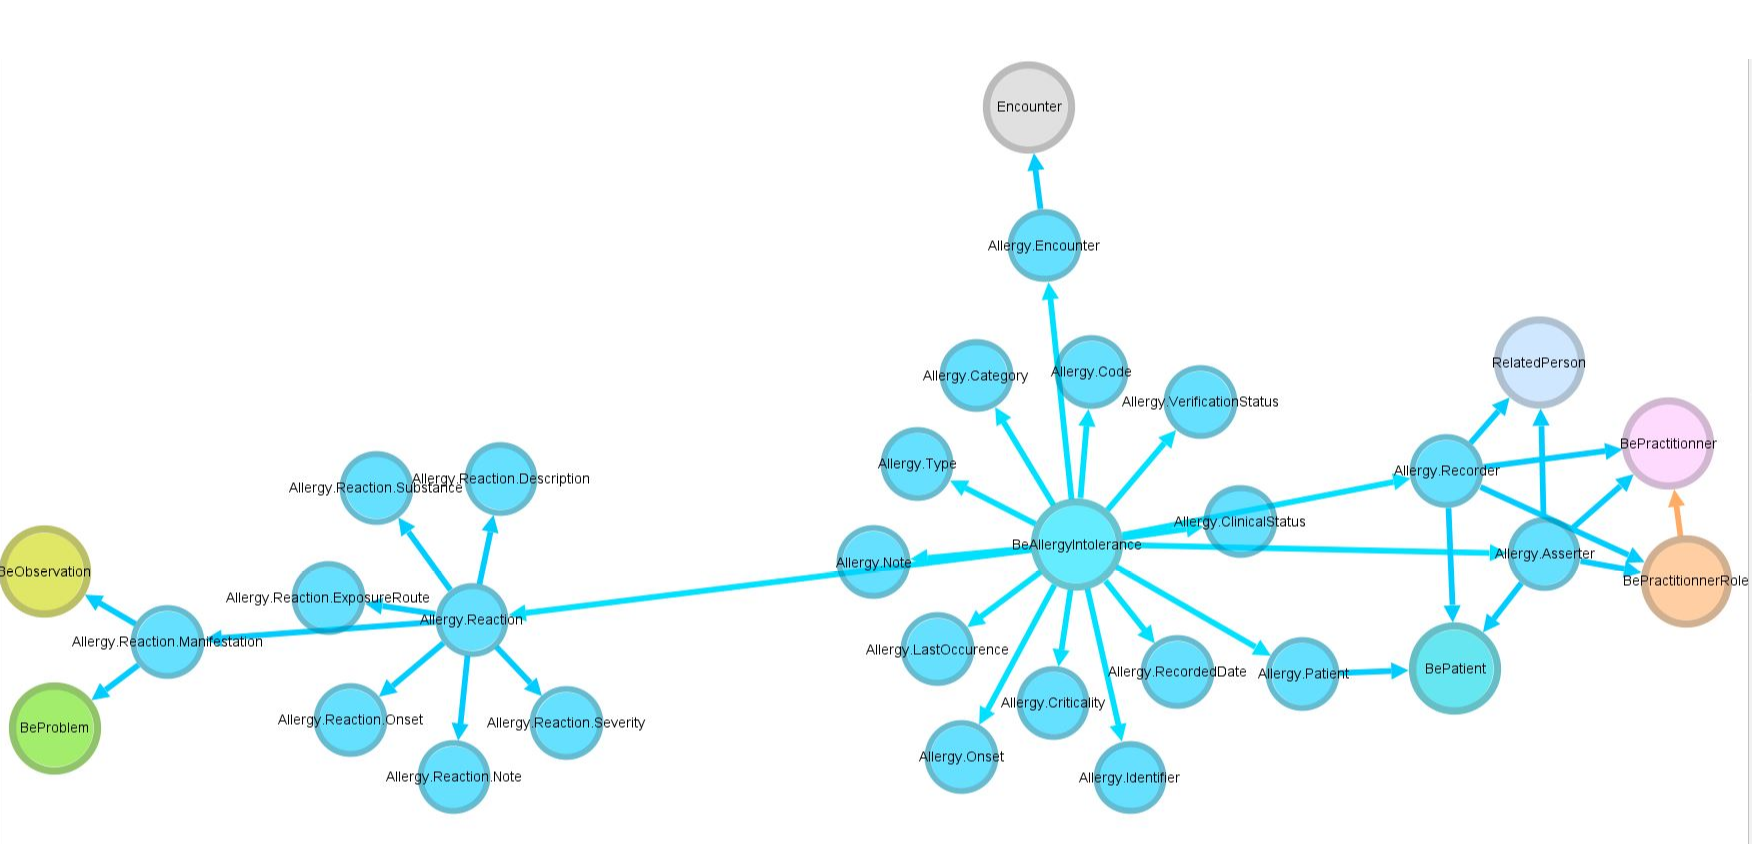 Encounter
Allergy.Encounter
RelatedPerson
Allergy.Category
Allergy.Code
Allergy.VerificationStatus
BePractitionner
Allergy.Type
Allergy.Recorder
Allergy.Reaction.Substance
Allergy.Reaction.Description
Allergy.ClinicalStatus
BeAllergyIntolerance
Allergy.Asserter
Allergy.Note
BeObservation
BePractitionnerRole
Allergy.Reaction.ExposureRoute
Allergy.Reaction
Allergy.Reaction.Manifestation
Allergy.LastOccurence
Allergy.RecordedDate
Allergy.Patient
BePatient
Allergy.Criticality
Allergy.Reaction.Onset
Allergy.Reaction.Severity
BeProblem
Allergy.Onset
Allergy.Reaction.Note
Allergy.Identifier